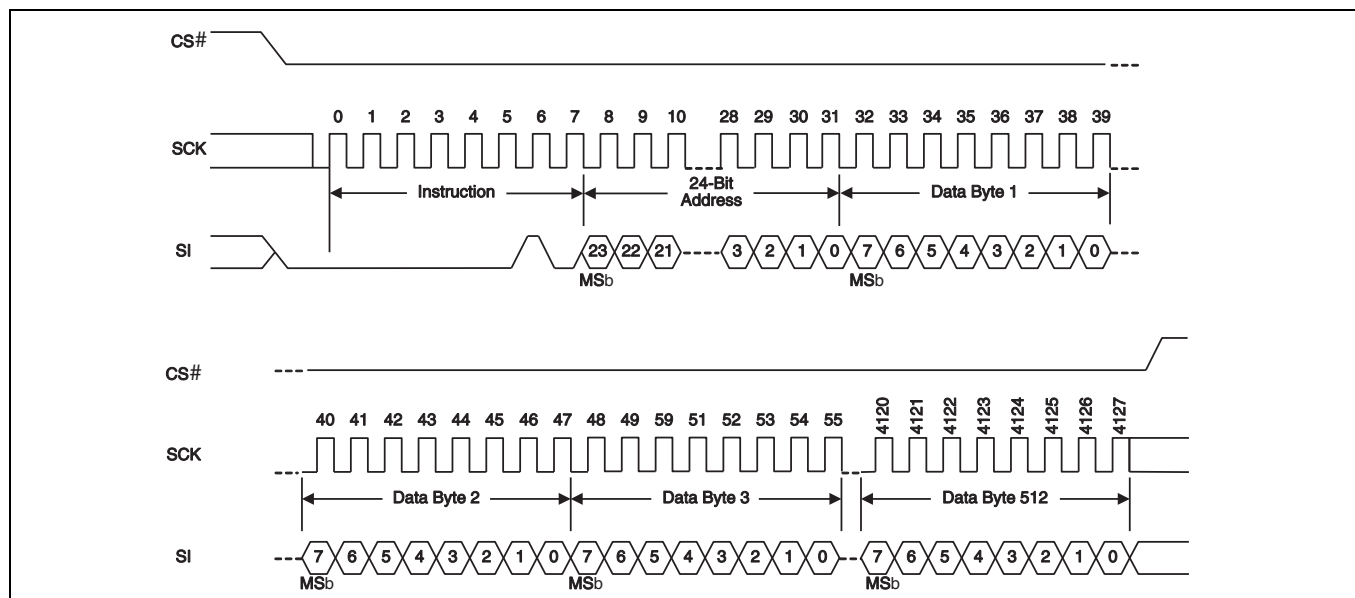 CS#
0 1 2 3 4 5 6 7 8 9 10 28 29 30 31 32 33 34 35 36 37 38 39
SCK
Instruction
24-Bit
Address
Data Byte 1
SI
23 22 21 3 2 1 0 7 6 5 4 3 2 1 0
MSb MSb
CS#
40 41 42 43 44 45 46 47 48 49 59 51 52 53 54 55 4120 4121 4122 4123 4124 4125 4126 4127
SCK
Data Byte 2 Data Byte 3 Data Byte 512
SI
7 6 5 4 3 2 1 0 7 6 5 4 3 2 1 0 7 6 5 4 3 2 1 0
MSb MSb MSb